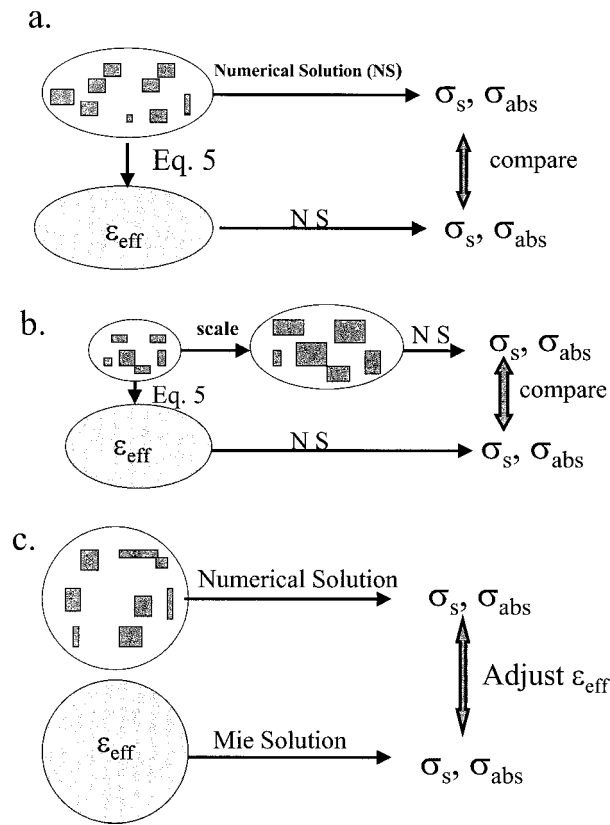 a.
Numerical Solution (NS)
σs, σabs
Eq. 5
compare
εeff
N S
σs, σabs
b.
scale
N S
σs, σabs
Eq. 5
compare
εeff
N S
σs, σabs
c.
Numerical Solution
σs, σabs
Adjust εeff
εeff
Mie Solution
σs, σabs